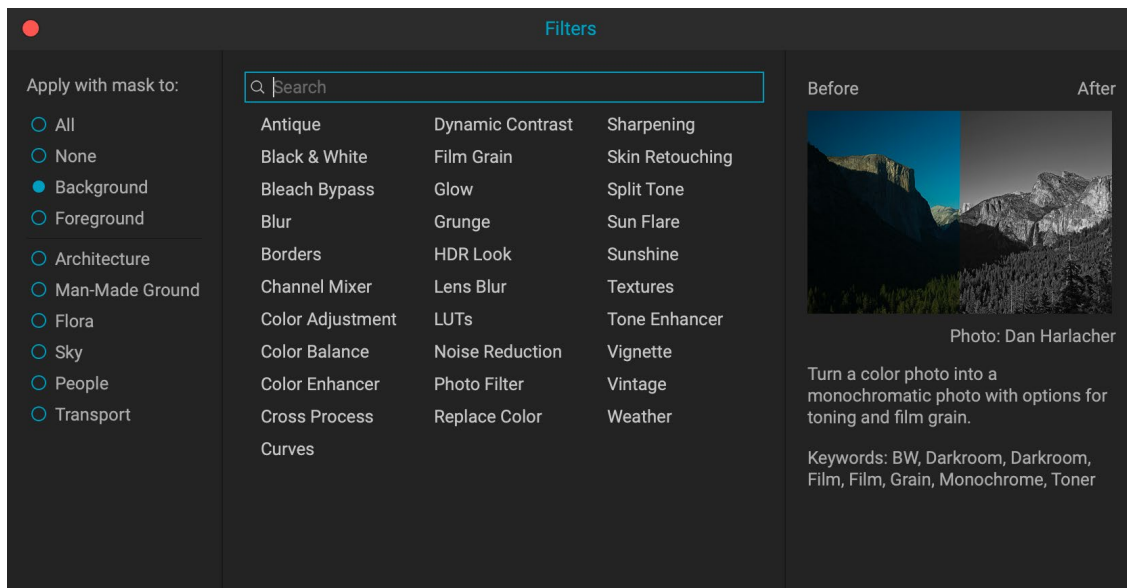 Filters
Apply with mask to:
All
None
Background
Foreground
Architecture
Man-Made Ground
Flora
Sky
People
Transport
Search
Antique
Black & White
Bleach Bypass
Blur
Borders
Channel Mixer
Color Adjustment
Color Balance
Color Enhancer
Cross Process
Curves
Dynamic Contrast
Film Grain
Glow
Grunge
HDR Look
Lens Blur
LUTs
Noise Reduction
Photo Filter
Replace Color
Sharpening
Skin Retouching
Split Tone
Sun Flare
Sunshine
Textures
Tone Enhancer
Vignette
Vintage
Weather
Before
After
Photo: Dan Harlacher
Turn a color photo into a
monochromatic photo with options for
toning and film grain.
Keywords: BW, Darkroom, Darkroom,
Film, Film, Grain, Monochrome, Toner